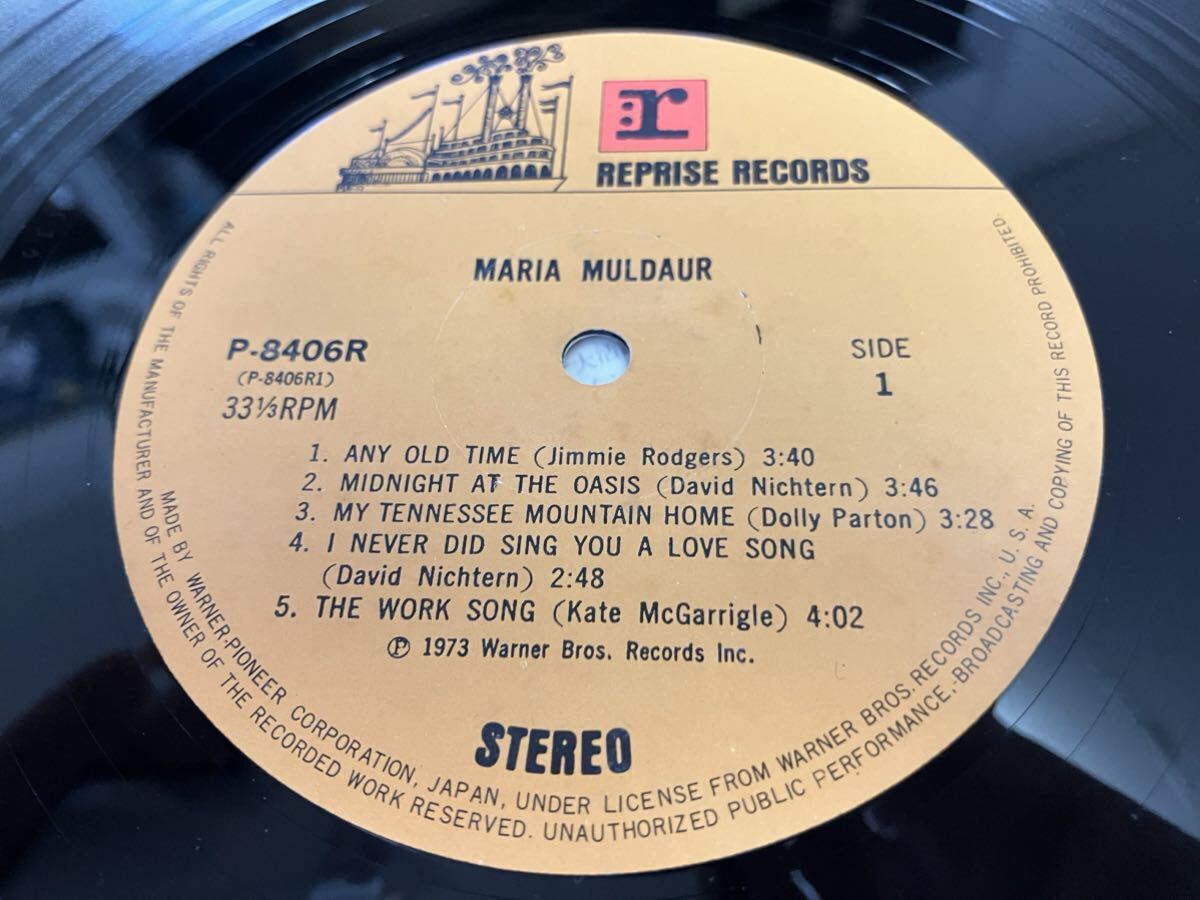 r
REPRISE RECORDS
MARIA MULDAUR
P-8406R
(P-8406R1)
33⅓RPM
SIDE
1
1. ANY OLD TIME (Jimmie Rodgers) 3:40
2. MIDNIGHT AT THE OASIS (David Nichtern) 3:46
3. MY TENNESSEE MOUNTAIN HOME (Dolly Parton) 3:28
4. I NEVER DID SING YOU A LOVE SONG
(David Nichtern) 2:48
5. THE WORK SONG (Kate McGarrigle) 4:02
Ⓟ 1973 Warner Bros. Records Inc.
STEREO
MADE BY WARNER-PIONEER CORPORATION, JAPAN, UNDER LICENSE FROM WARNER BROS. RECORDS INC., U. S. A.
ALL RIGHTS OF THE MANUFACTURER AND OF THE OWNER OF THE RECORDED WORK RESERVED. UNAUTHORIZED PUBLIC PERFORMANCE, BROADCASTING AND COPYING OF THIS RECORD PROHIBITED.